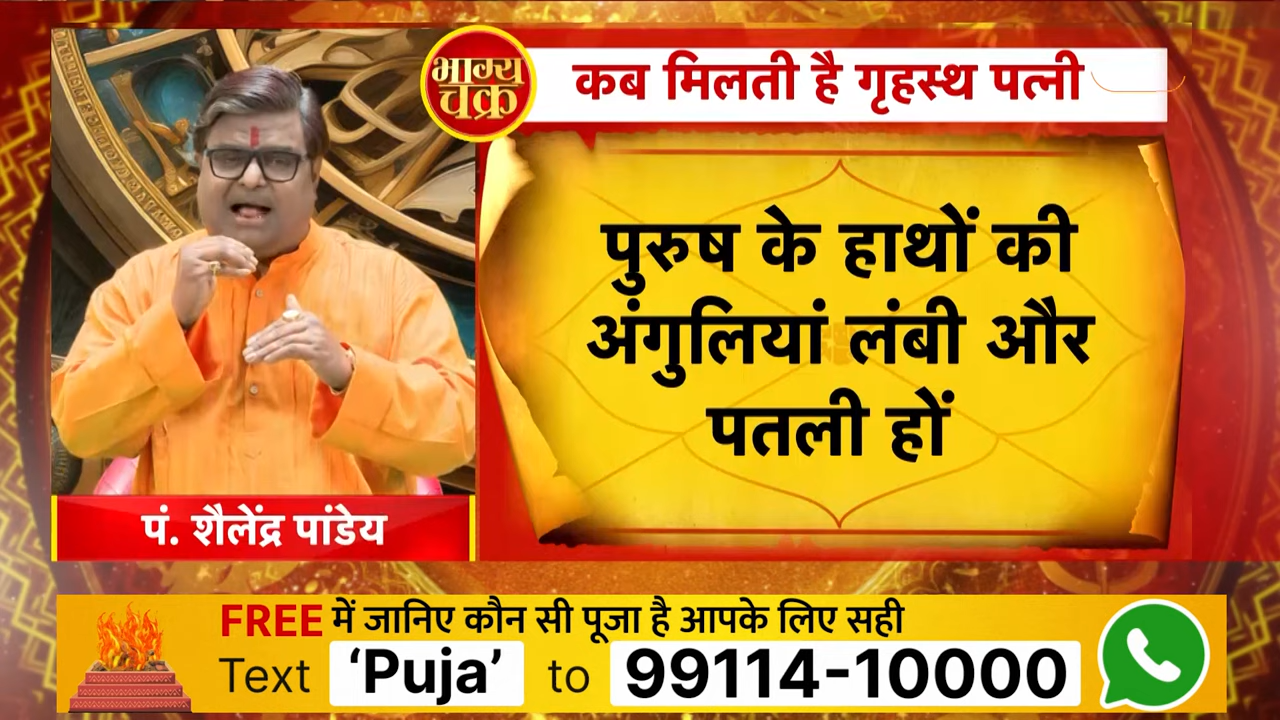 भाग्य
चक्र
कब मिलती है गृहस्थ पत्नी
पुरुष के हाथों की
अंगुलियां लंबी और
पतली हों
पं. शैलेंद्र पांडेय
FREE में जानिए कौन सी पूजा है आपके लिए सही
Text 'Puja' to 99114-10000